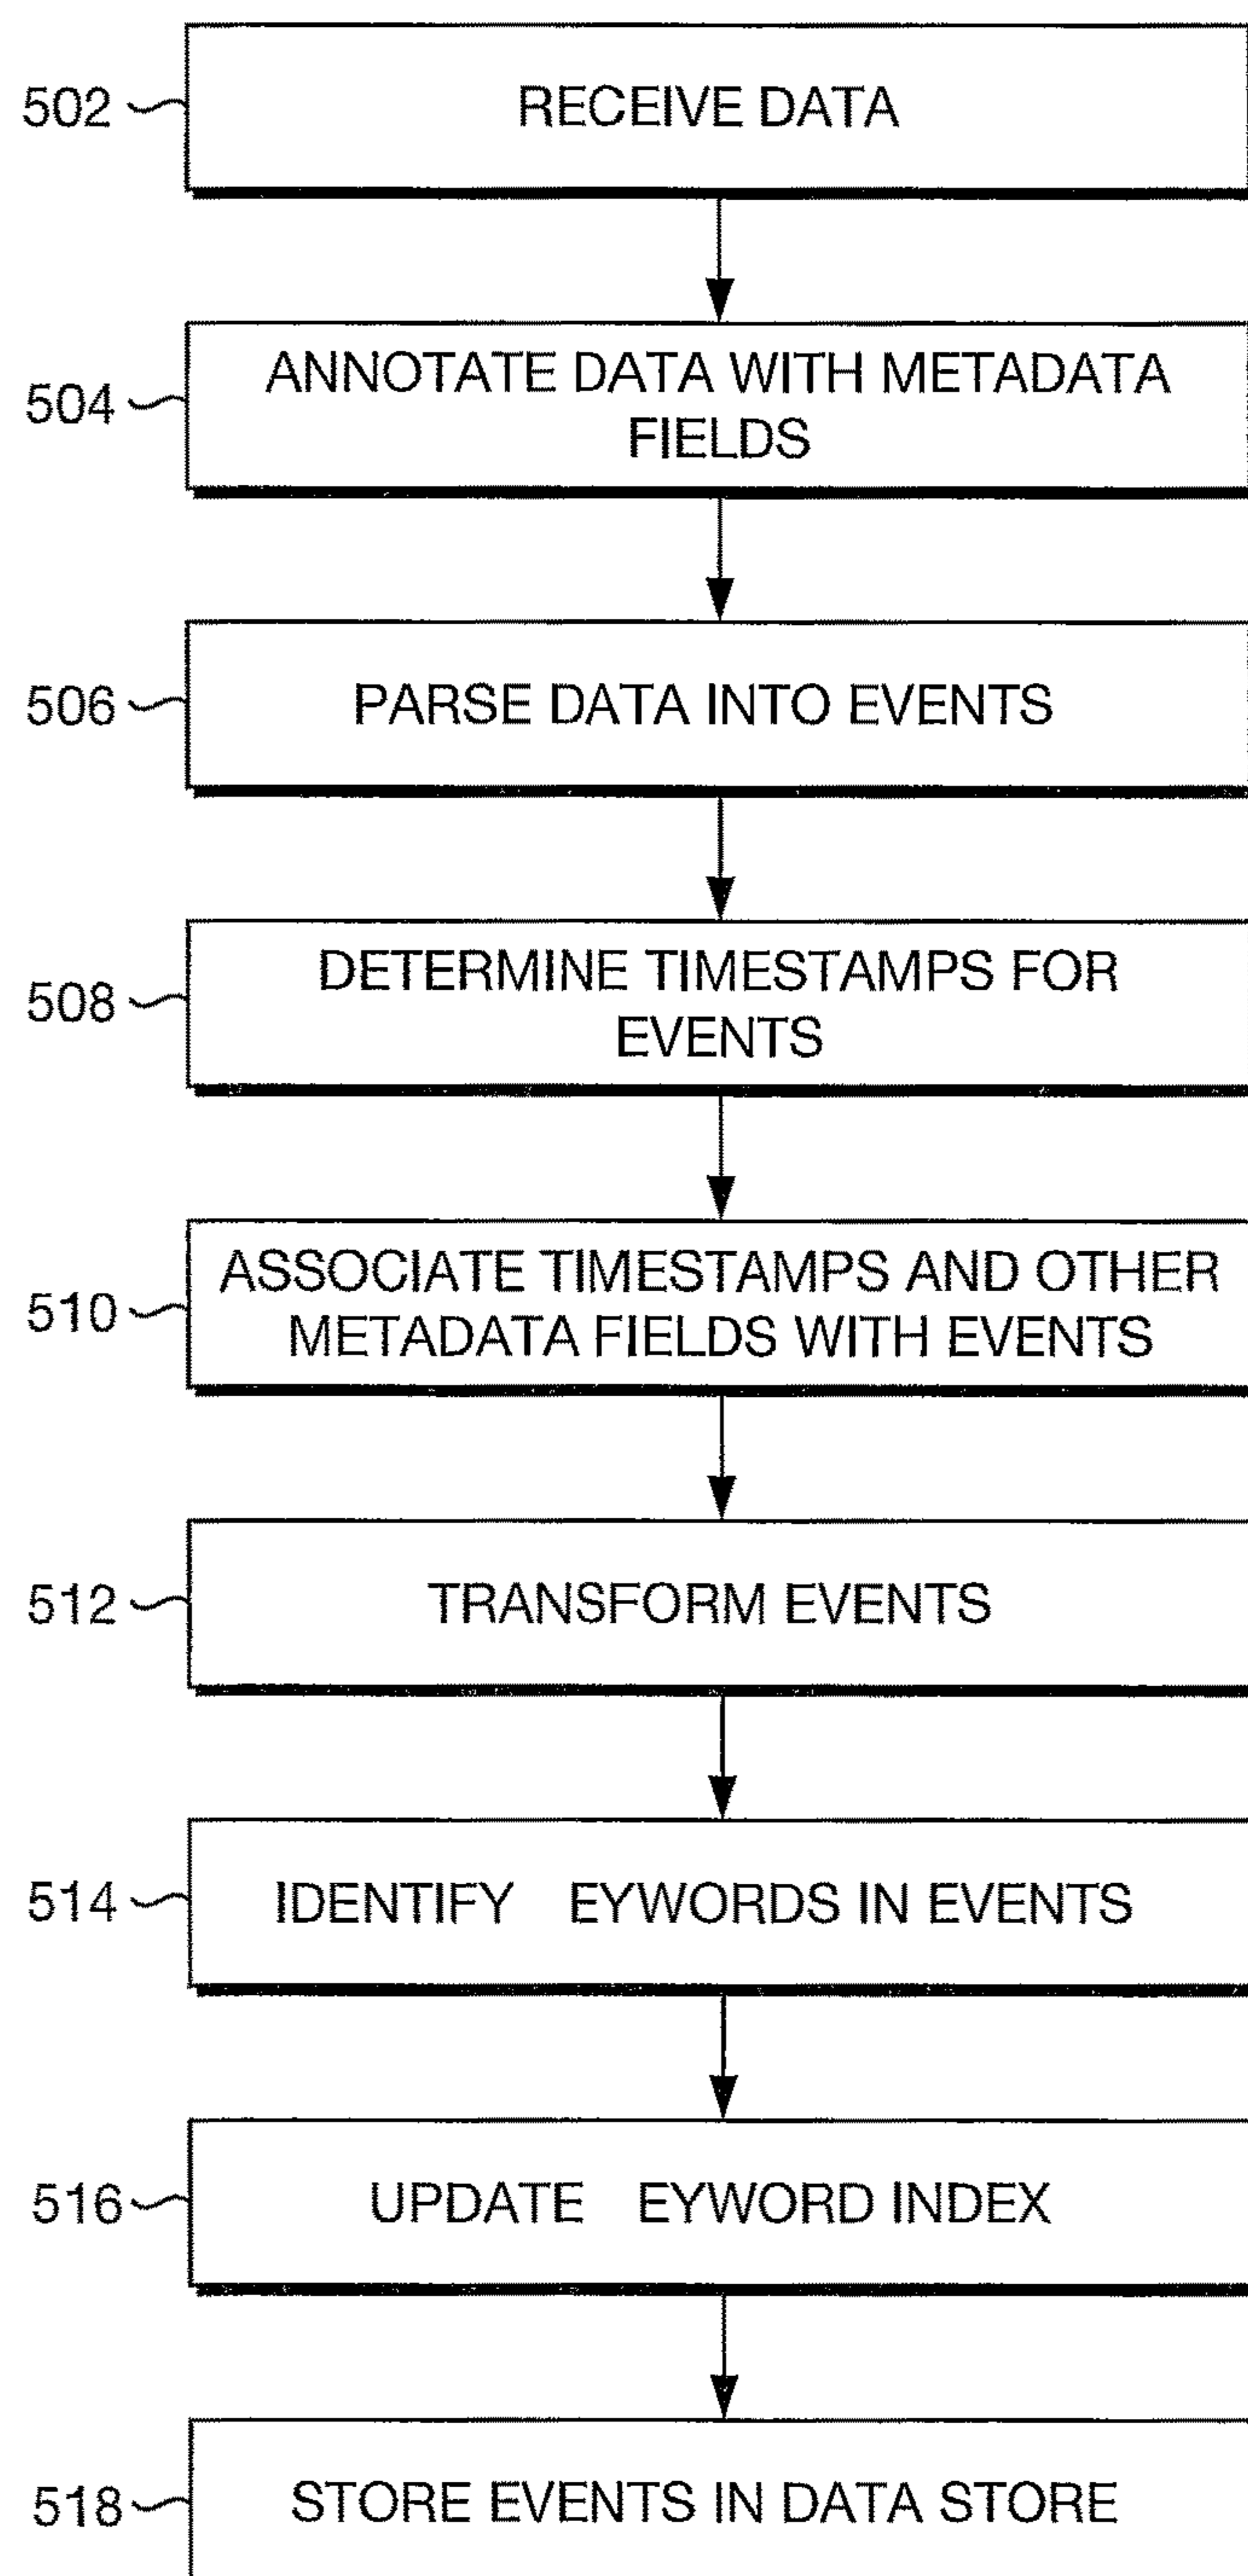 502
RECEIVE DATA
504
ANNOTATE DATA WITH METADATA
FIELDS
506
PARSE DATA INTO EVENTS
508
DETERMINE TIMESTAMPS FOR
EVENTS
510
ASSOCIATE TIMESTAMPS AND OTHER
METADATA FIELDS WITH EVENTS
512
TRANSFORM EVENTS
514
IDENTIFY EYWORDS IN EVENTS
516
UPDATE EYWORD INDEX
518
STORE EVENTS IN DATA STORE